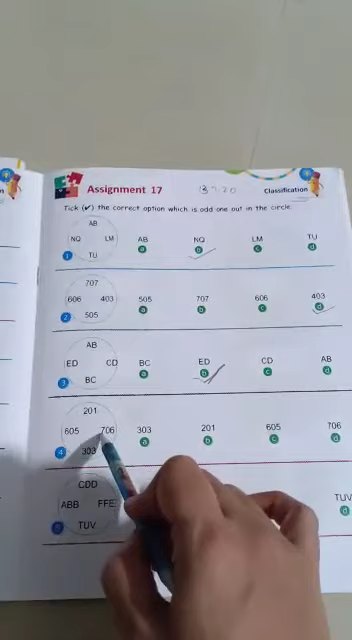 Assignment 17
Classification
Tick (✔) the correct option which is odd one out in the circle.
AB
NQ LM
TU
1
AB NQ LM TU
a b c d
707
606 403
505
2
505 707 606 403
a b c d
AB
ED CD
BC
3
BC ED CD AB
a b c d
201
605 706
303
4
303 201 605 706
a b c d
CDD
ABB FFE
TUV
5
TUV
d